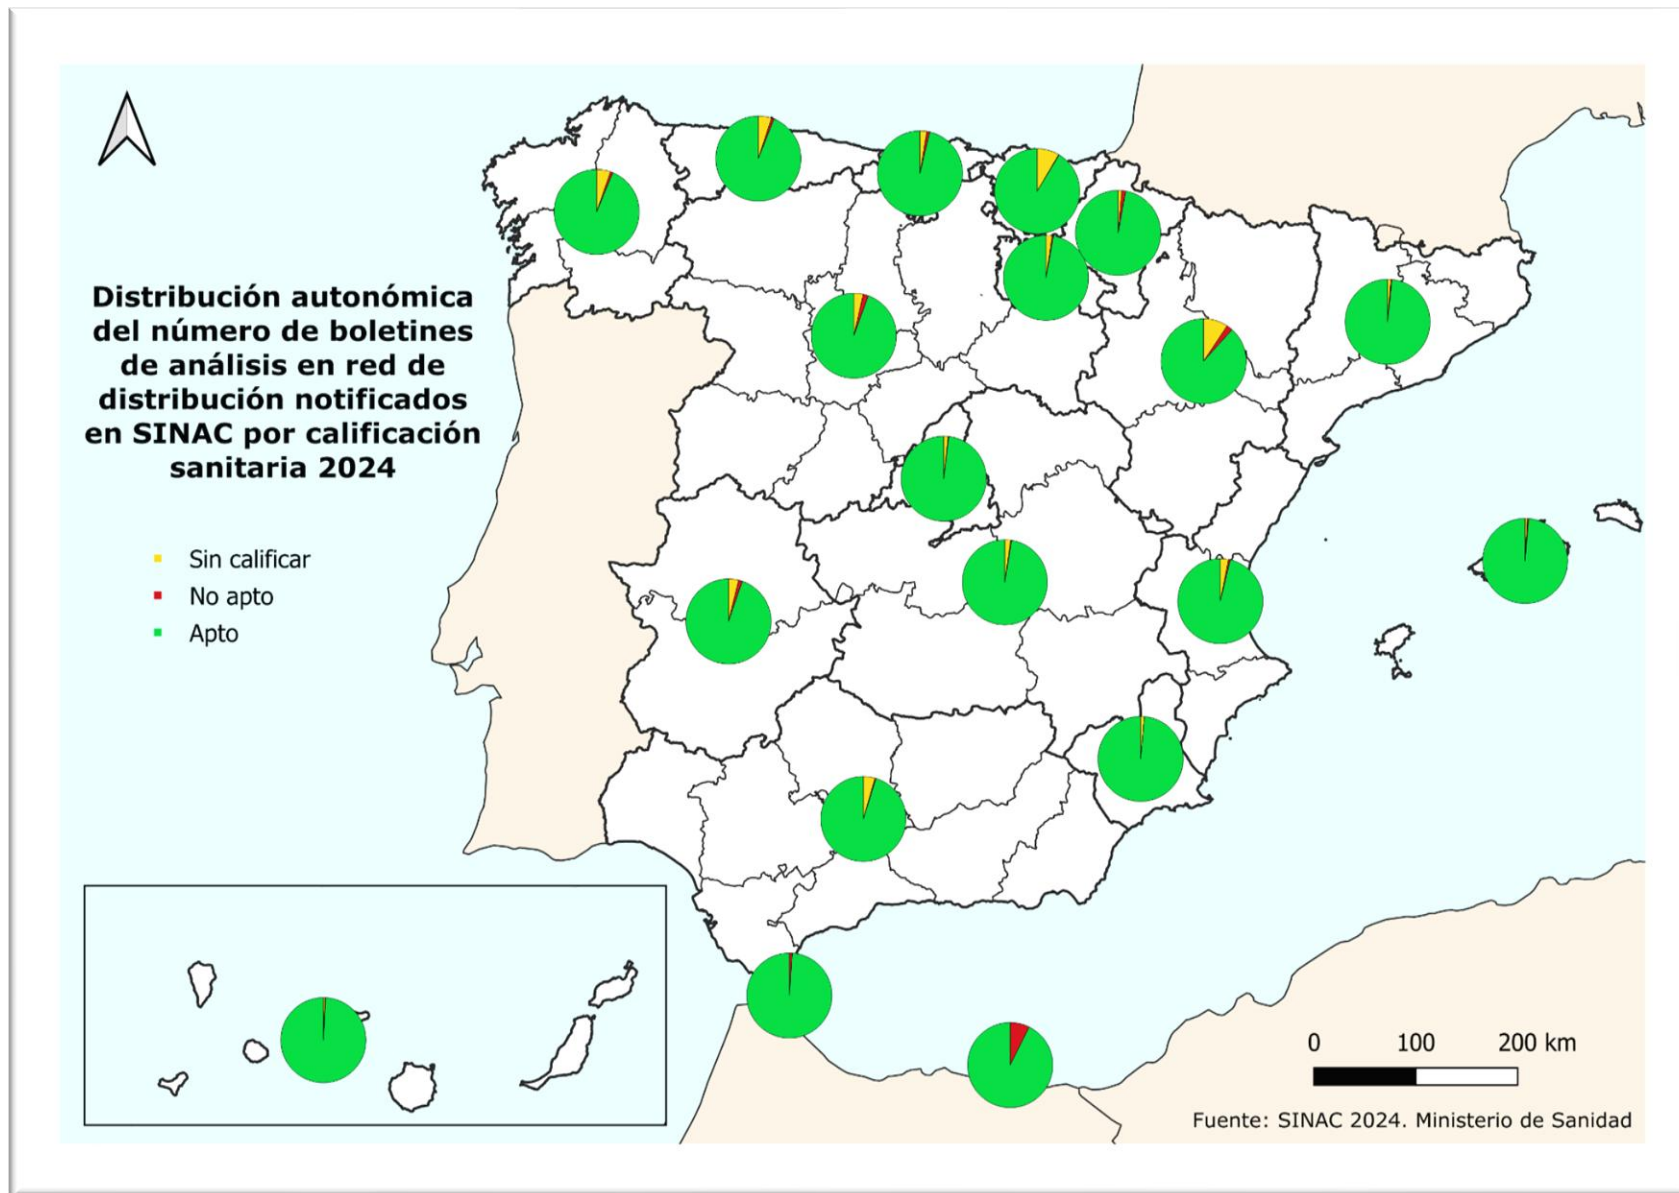 Distribución autonómica
del número de boletines
de análisis en red de
distribución notificados
en SINAC por calificación
sanitaria 2024
Sin calificar
No apto
Apto
0 100 200 km
Fuente: SINAC 2024. Ministerio de Sanidad